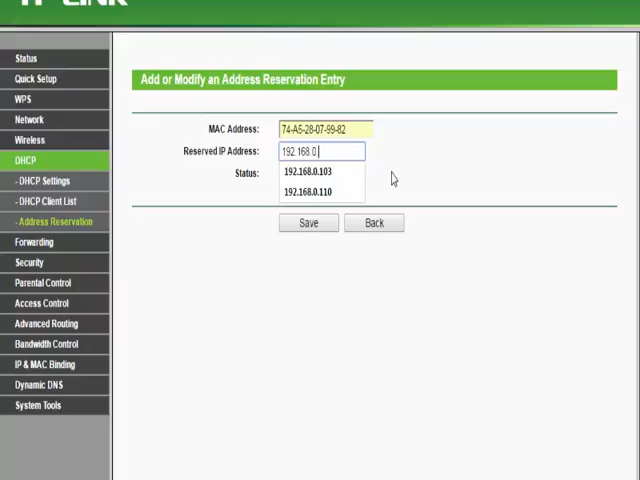 TP-LINK
Status
Quick Setup
WPS
Network
Wireless
DHCP
- DHCP Settings
- DHCP Client List
- Address Reservation
Forwarding
Security
Parental Control
Access Control
Advanced Routing
Bandwidth Control
IP & MAC Binding
Dynamic DNS
System Tools
Add or Modify an Address Reservation Entry
MAC Address: 74-A5-28-07-99-82
Reserved IP Address: 192.168.0.
Status:
192.168.0.103
192.168.0.110
Save Back